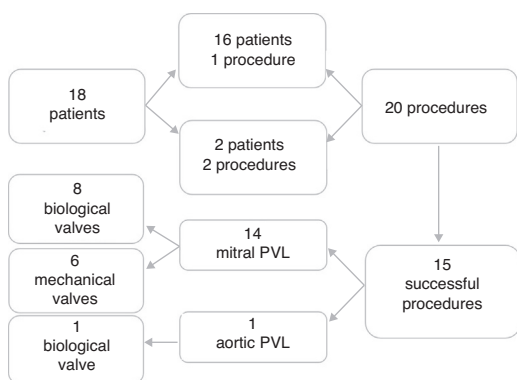 16 patients
1 procedure
18
patients
20 procedures
2 patients
2 procedures
8
biological
valves
14
mitral PVL
6
mechanical
valves
15
successful
procedures
1
biological
valve
1
aortic PVL